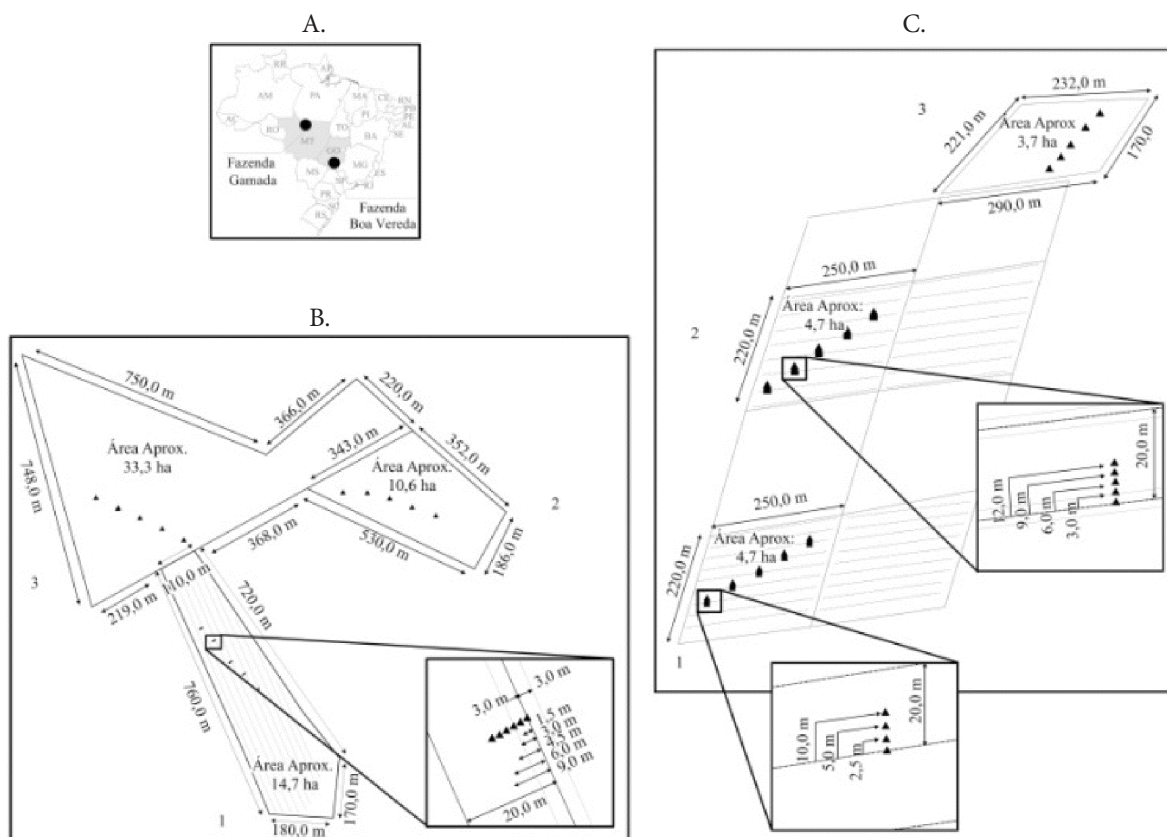 A.
RR
AP
AM
PA
MA
CE
RN
PB
PE
AL
SE
PI
AC
RO
TO
BA
MT
GO
MG
ES
MS
SP
RJ
PR
SC
RS
Fazenda
Gamada
Fazenda
Boa Vereda
B.
750,0 m
366,0 m
220,0 m
748,0 m
Área Aprox.
33,3 ha
343,0 m
352,0 m
Área Aprox.
10,6 ha
2
368,0 m
530,0 m
186,0 m
3
219,0 m
110,0 m
720,0 m
760,0 m
3,0 m
3,0 m
1,5 m
3,0 m
6,0 m
9,0 m
20,0 m
Área Aprox.
14,7 ha
170,0 m
1
180,0 m
C.
3
232,0 m
221,0 m
Área Aprox
3,7 ha
170,0
290,0 m
250,0 m
Área Aprox:
4,7 ha
2
220,0 m
20,0 m
12,0 m
9,0 m
6,0 m
3,0 m
250,0 m
Área Aprox:
4,7 ha
220,0 m
1
20,0 m
10,0 m
5,0 m
2,5 m